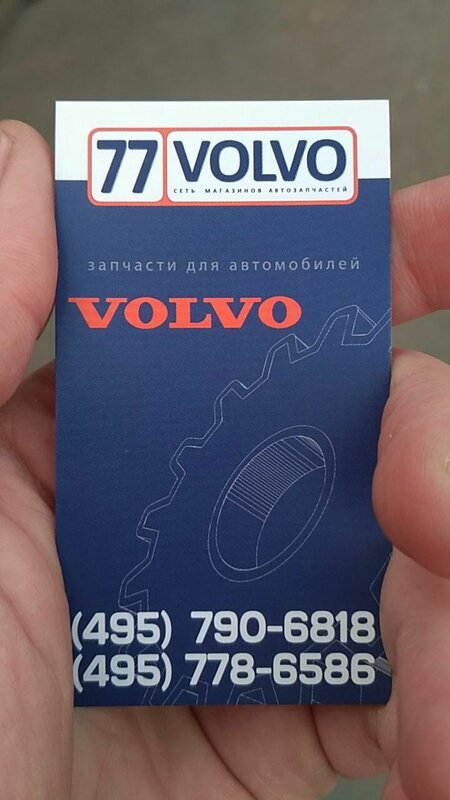 77 VOLVO
СЕТЬ МАГАЗИНОВ АВТОЗАПЧАСТЕЙ
запчасти для автомобилей
VOLVO
(495) 790-6818
(495) 778-6586